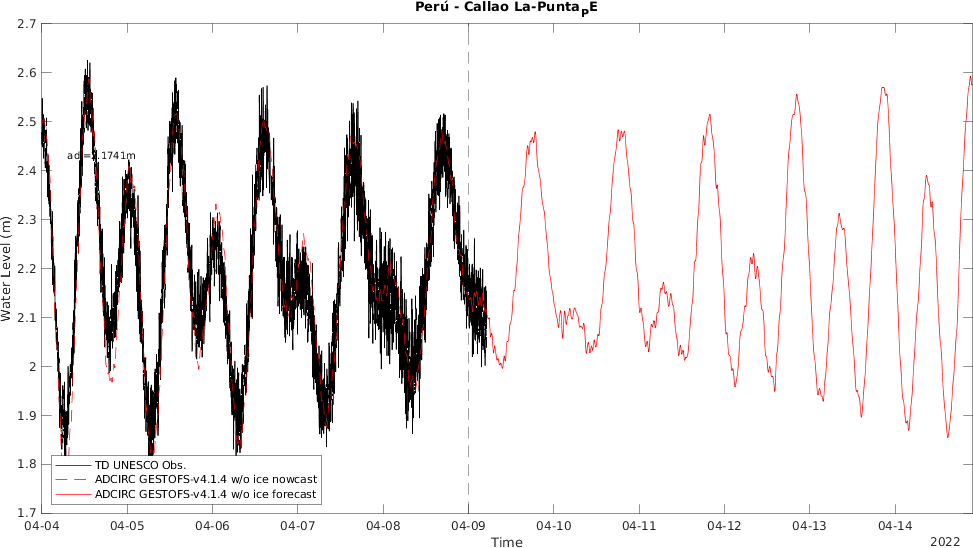 Perú - Callao La-PuntapE
2.7
2.6
2.5
2.4
2.3
2.2
2.1
2
1.9
1.8
1.7
Water Level (m)
TD UNESCO Obs.
ADCIRC GESTOFS-v4.1.4 w/o ice nowcast
ADCIRC GESTOFS-v4.1.4 w/o ice forecast
04-04 04-05 04-06 04-07 04-08 04-09 04-10 04-11 04-12 04-13 04-14
Time
2022